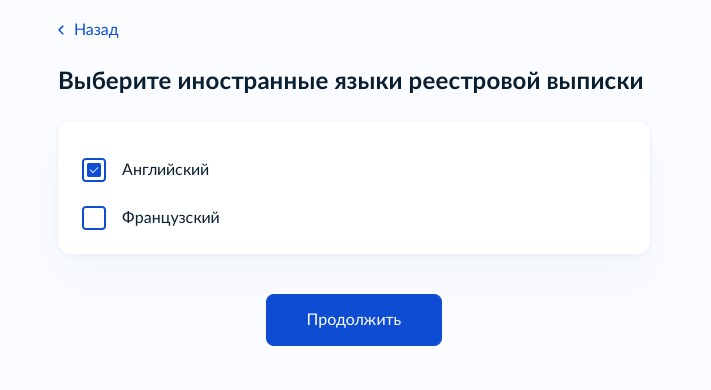 Назад
Выберите иностранные языки реестровой выписки
Английский
Французский
Продолжить